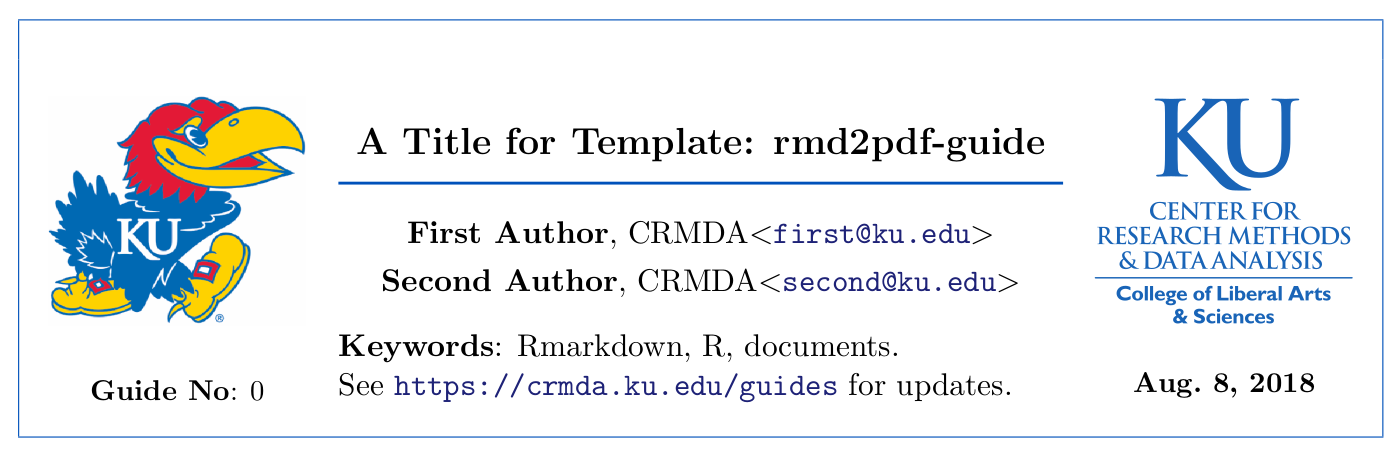 KU
®
Guide No: 0
A Title for Template: rmd2pdf-guide
First Author, CRMDA<first@ku.edu>
Second Author, CRMDA<second@ku.edu>
Keywords: Rmarkdown, R, documents.
See https://crmda.ku.edu/guides for updates.
KU
CENTER FOR
RESEARCH METHODS
& DATA ANALYSIS
College of Liberal Arts
& Sciences
Aug. 8, 2018